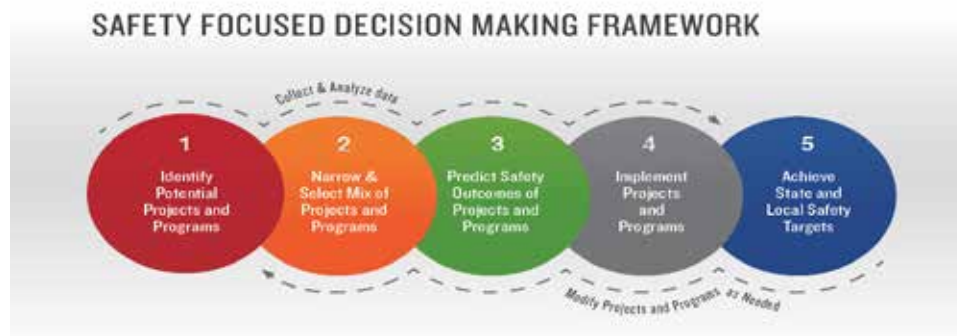 SAFETY FOCUSED DECISION MAKING FRAMEWORK
Collect & Analyze data
1
Identify
Potential
Projects and
Programs
2
Narrow &
Select Mix of
Projects and
Programs
3
Predict Safety
Outcomes of
Projects and
Programs
4
Implement
Projects
and
Programs
5
Achieve
State and
Local Safety
Targets
Modify Projects and Programs as Needed